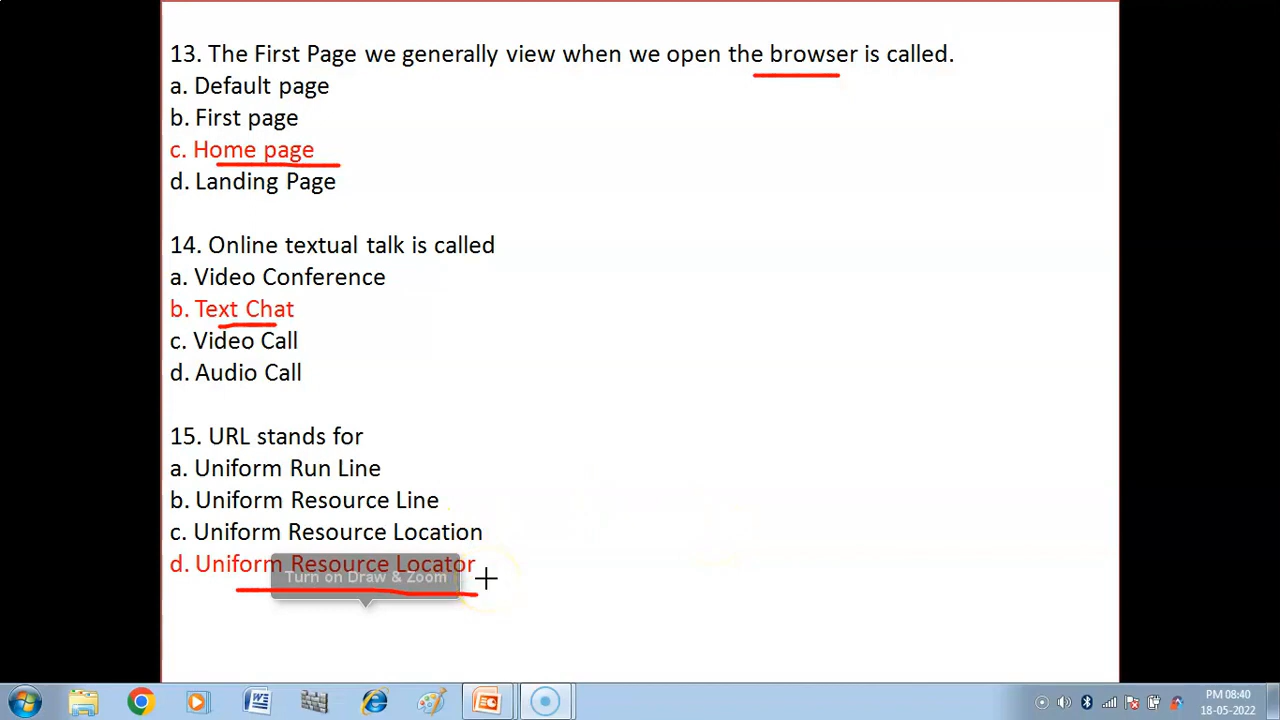 13. The First Page we generally view when we open the browser is called.
a. Default page
b. First page
c. Home page
d. Landing Page
14. Online textual talk is called
a. Video Conference
b. Text Chat
c. Video Call
d. Audio Call
15. URL stands for
a. Uniform Run Line
b. Uniform Resource Line
c. Uniform Resource Location
d. Uniform Resource Locator
Turn on Draw & Zoom
PM 08:40
18-05-2022